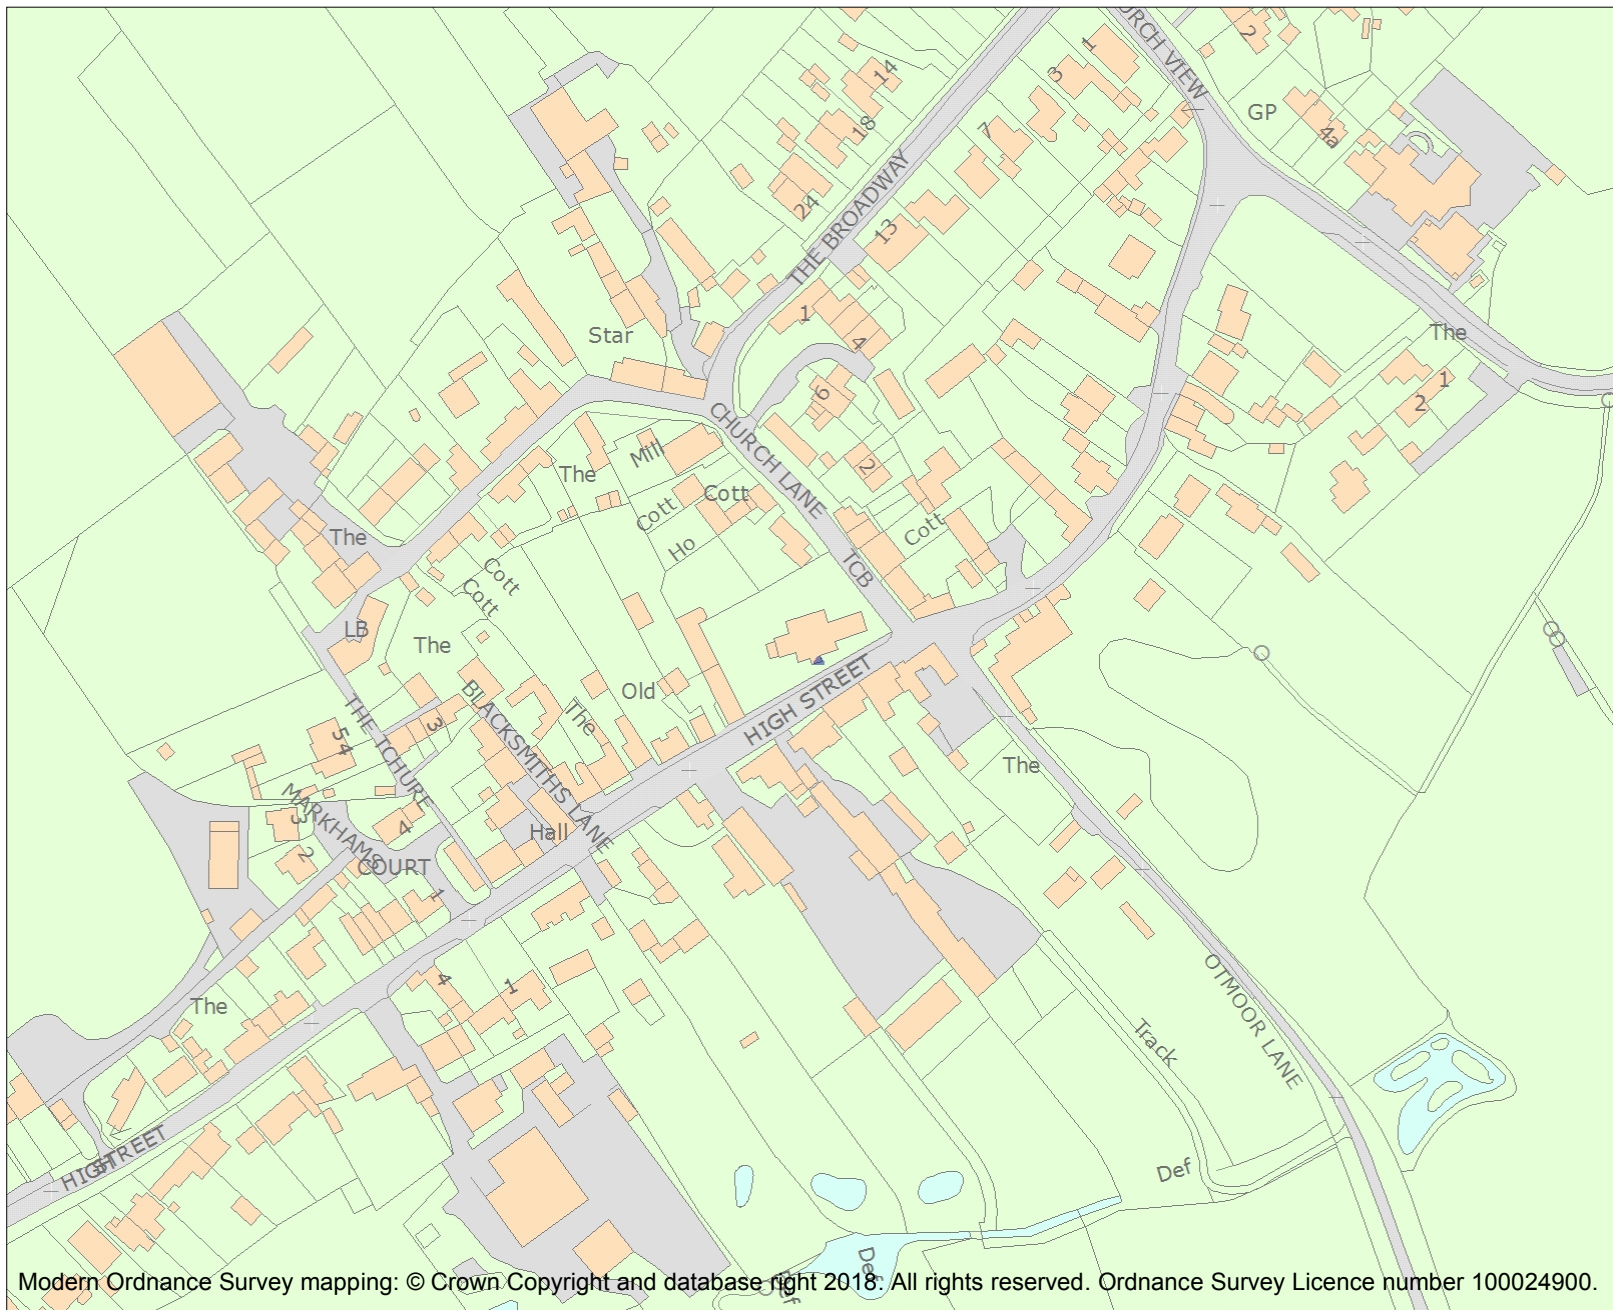 CHURCH VIEW
2
1
3
14
GP
4a
18
7
24
THE BROADWAY
13
1
Star
4
The
1
2
6
CHURCH LANE
Mill
The
2
Cott
Cott
Cott
The
Ho
TCB
Cott
Cott
LB
The
Old
The
BLACKSMITHS LANE
HIGH STREET
3
54
THE TCHURE
The
MARKHAMS
COURT
3
4
2
Hall
1
4
1
The
OTMOOR LANE
Track
HIGH STREET
Def
Def
Def
Modern Ordnance Survey mapping: © Crown Copyright and database right 2018. All rights reserved. Ordnance Survey Licence number 100024900.